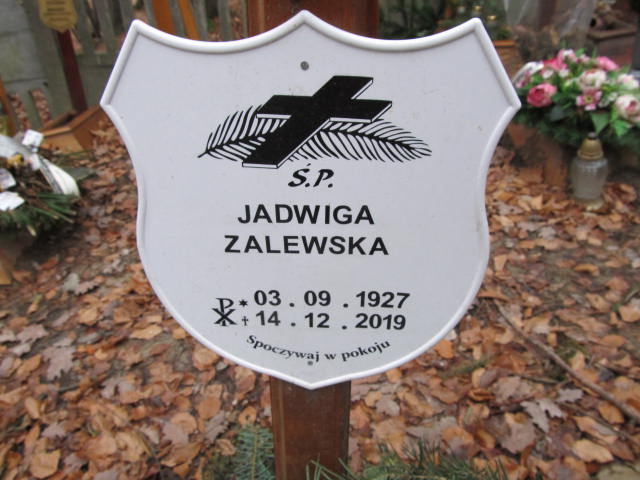 Ś.P.
JADWIGA
ZALEWSKA
* 03 . 09 . 1927
† 14 . 12 . 2019
Spoczywaj w pokoju